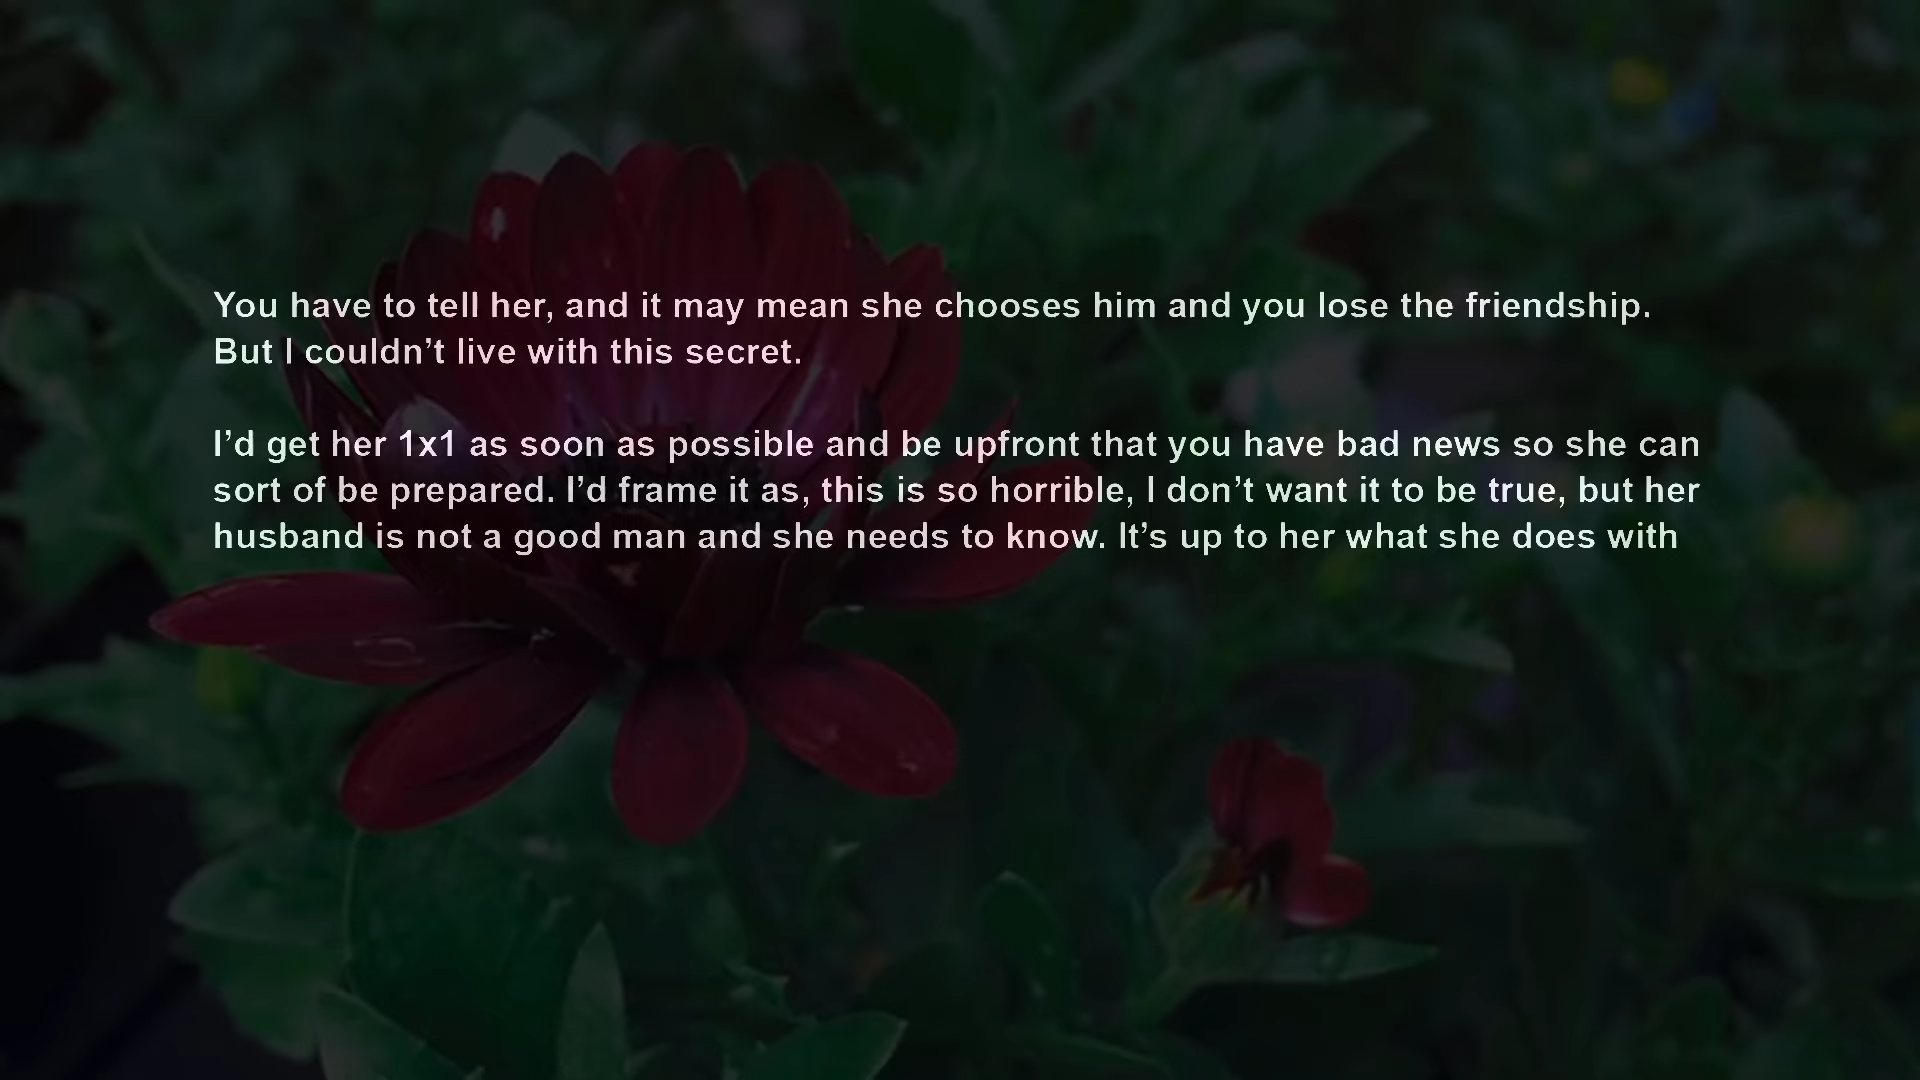 You have to tell her, and it may mean she chooses him and you lose the friendship.
But I couldn’t live with this secret.
I’d get her 1x1 as soon as possible and be upfront that you have bad news so she can
sort of be prepared. I’d frame it as, this is so horrible, I don’t want it to be true, but her
husband is not a good man and she needs to know. It’s up to her what she does with